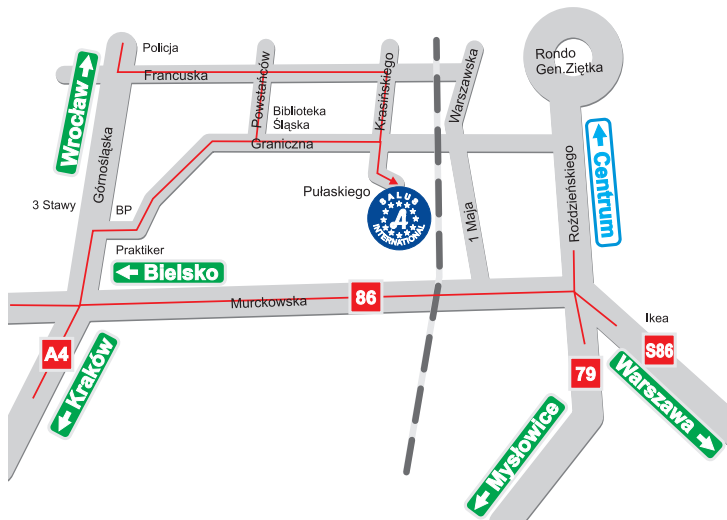 Policja
Francuska
Powstańców
Krasińskiego
Warszawska
Rondo
Gen.Ziętka
Wrocław
Górnośląska
Biblioteka
Śląska
Graniczna
Centrum
Roździeńskiego
Pułaskiego
SALUS
A
INTERNATIONAL
3 Stawy
BP
1 Maja
Praktiker
Bielsko
Murckowska
86
Ikea
A4
Kraków
79
S86
Warszawa
Mysłowice